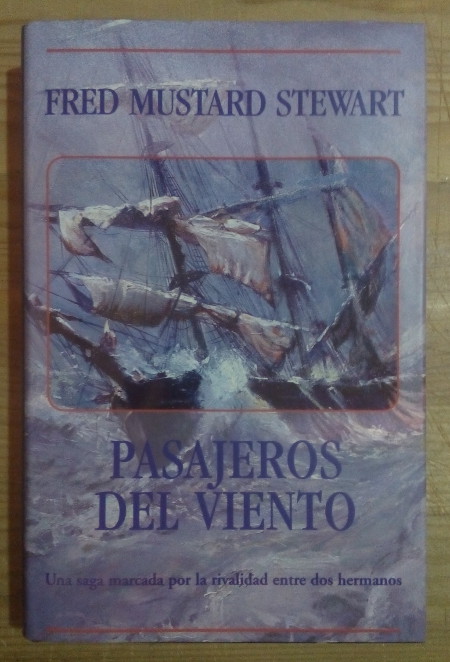 FRED MUSTARD STEWART
PASAJEROS
DEL VIENTO
Una saga marcada por la rivalidad entre dos hermanos